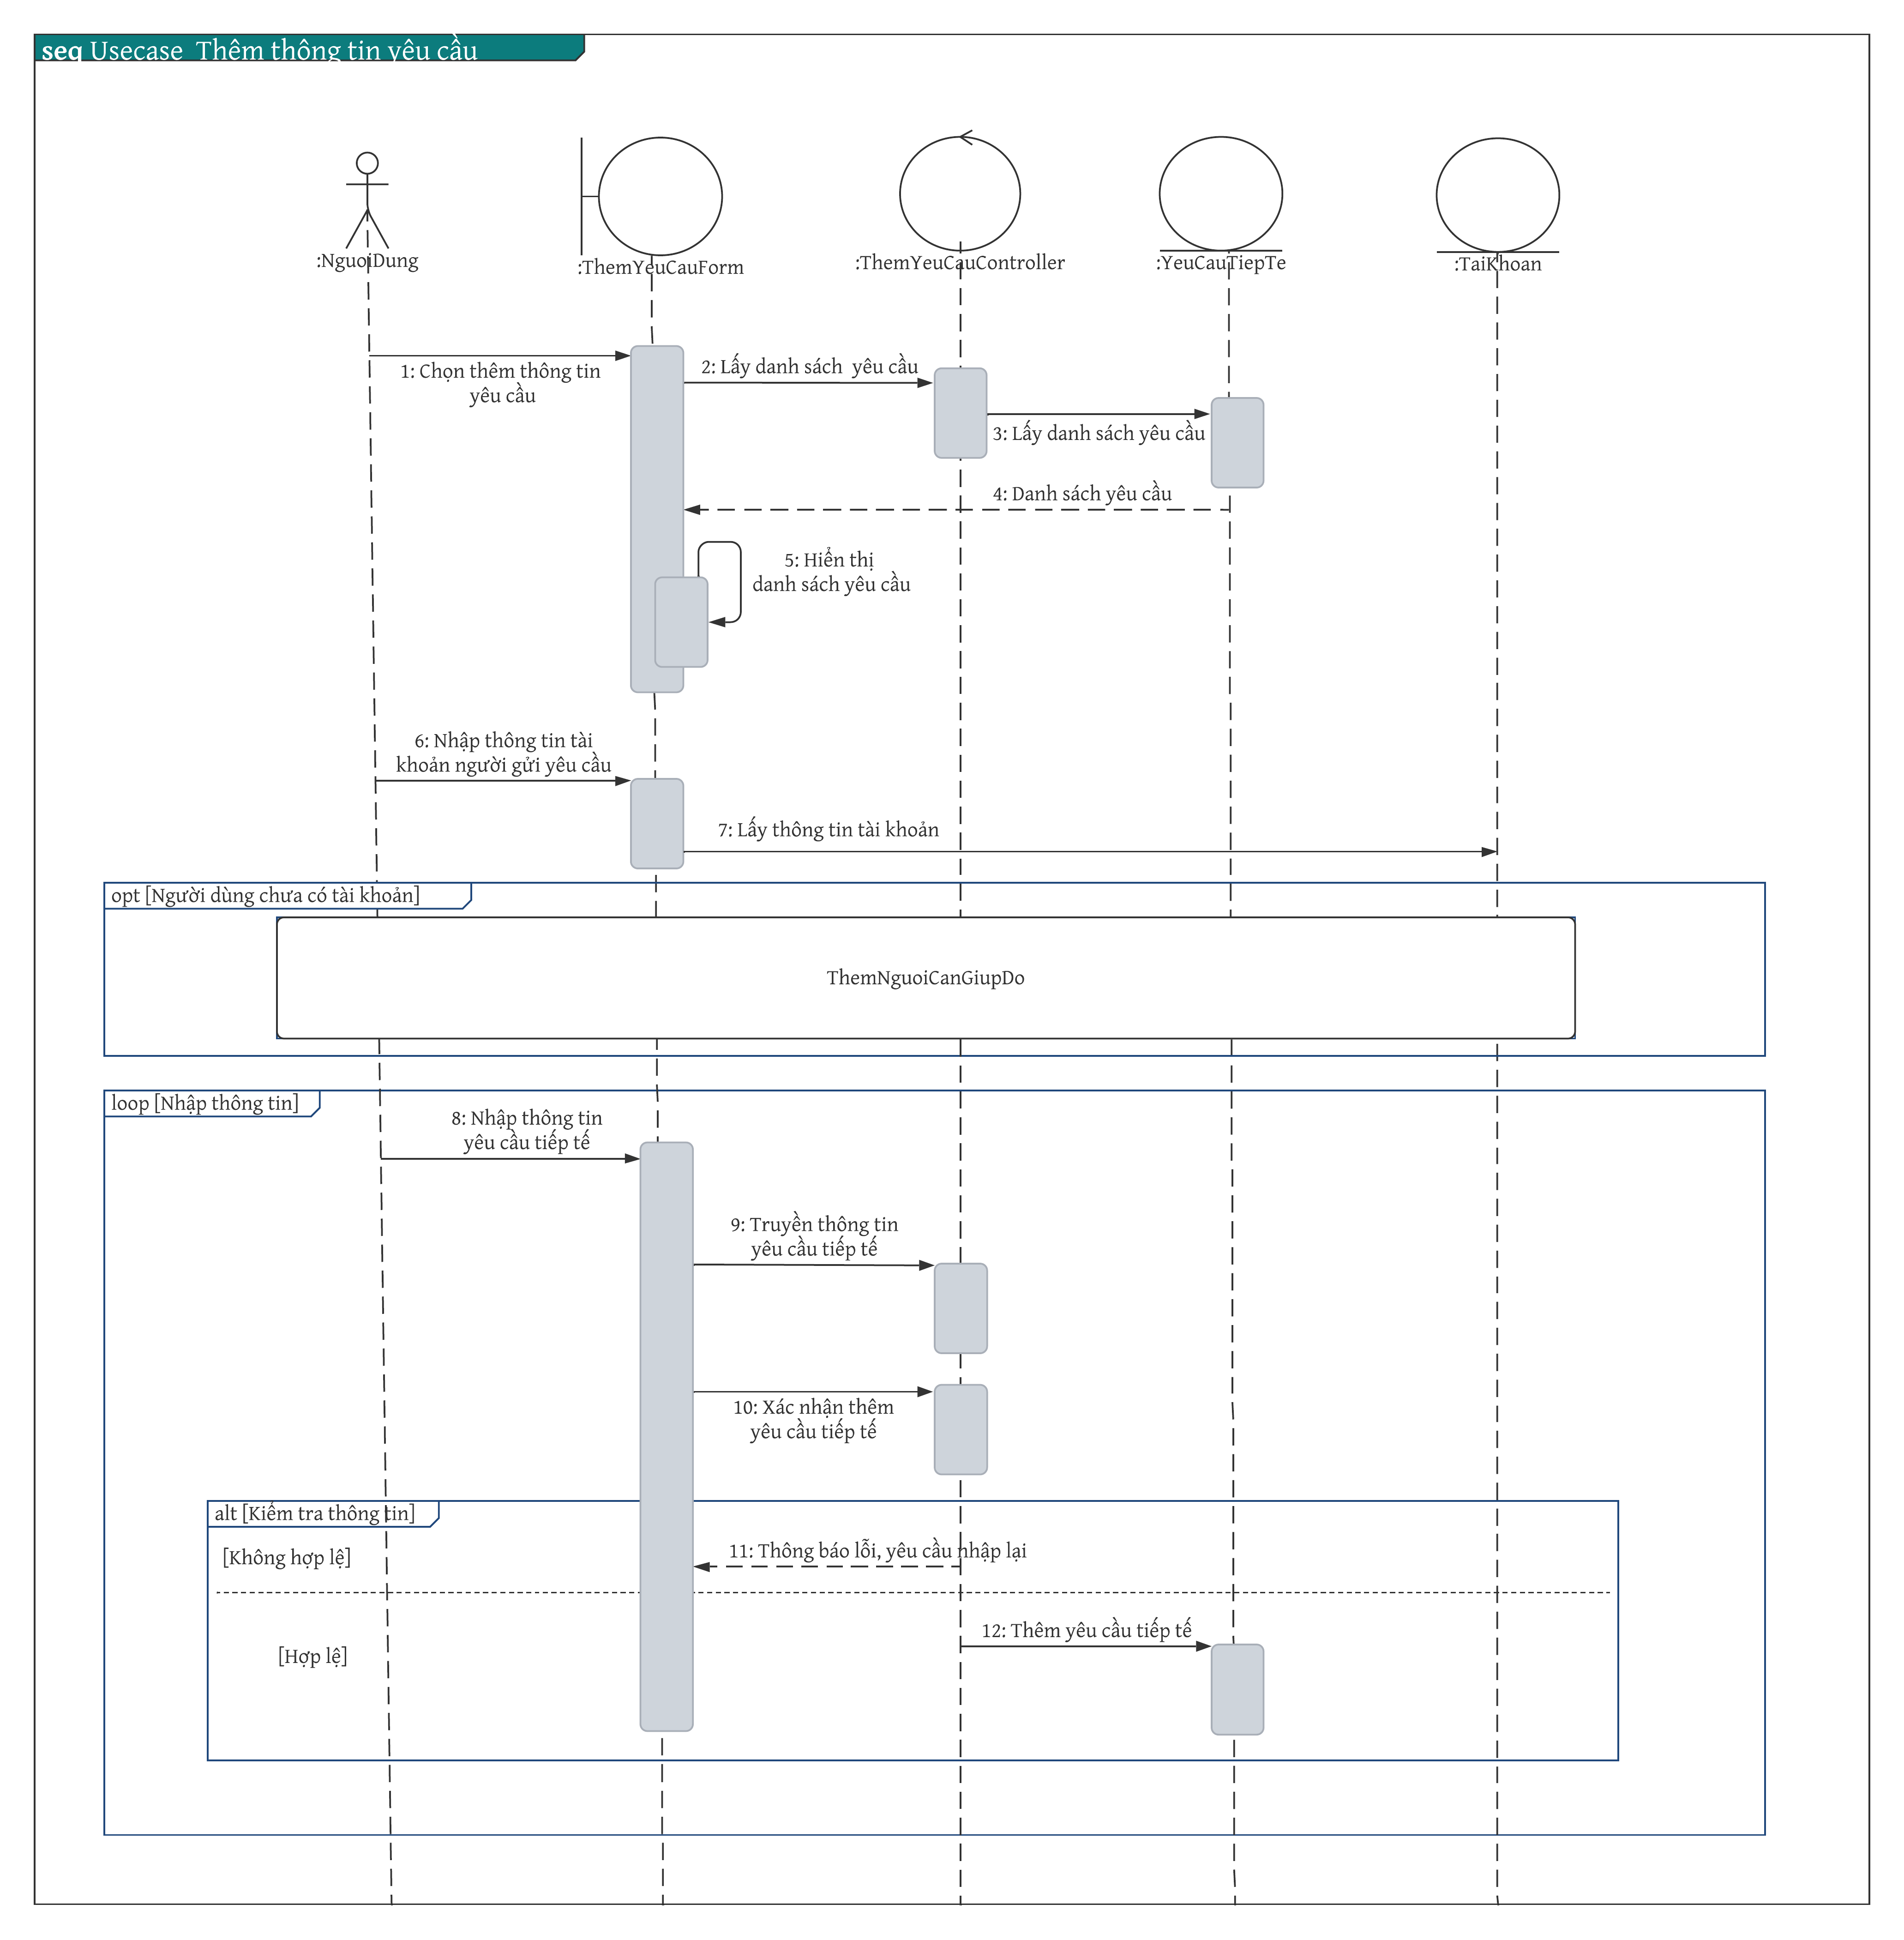 seq Usecase  Thêm thông tin yêu cầu
:NguoiDung
:ThemYeuCauForm
:ThemYeuCauController
:YeuCauTiepTe
:TaiKhoan
1: Chọn thêm thông tin
yêu cầu
2: Lấy danh sách  yêu cầu
3: Lấy danh sách yêu cầu
4: Danh sách yêu cầu
5: Hiển thị
danh sách yêu cầu
6: Nhập thông tin tài
khoản người gửi yêu cầu
7: Lấy thông tin tài khoản
opt [Người dùng chưa có tài khoản]
ThemNguoiCanGiupDo
loop [Nhập thông tin]
8: Nhập thông tin
yêu cầu tiếp tế
9: Truyền thông tin
yêu cầu tiếp tế
10: Xác nhận thêm
yêu cầu tiếp tế
alt [Kiểm tra thông tin]
[Không hợp lệ]
11: Thông báo lỗi, yêu cầu nhập lại
12: Thêm yêu cầu tiếp tế
[Hợp lệ]